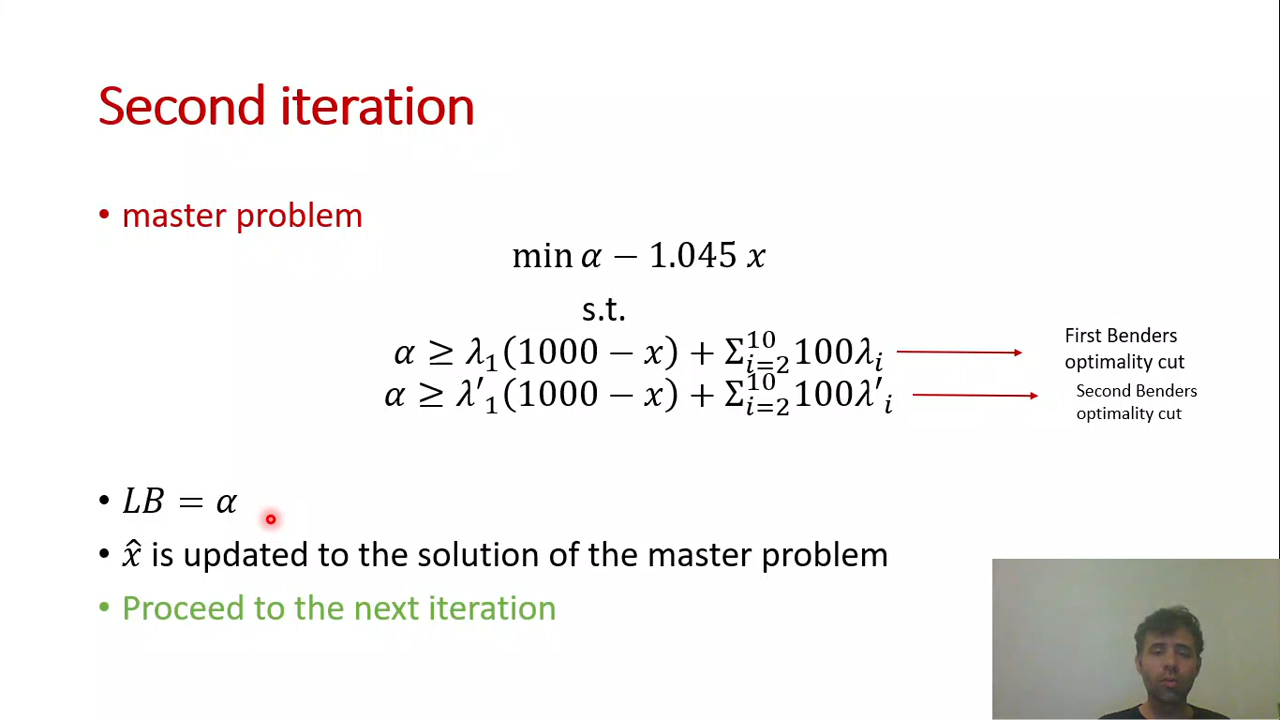 Second iteration
• master problem
min α − 1.045 x
s.t.
α ≥ λ₁(1000 − x) + Σ¹⁰ᵢ₌₂ 100λᵢ
First Benders
optimality cut
α ≥ λ'₁(1000 − x) + Σ¹⁰ᵢ₌₂ 100λ'ᵢ
Second Benders
optimality cut
• LB = α
• x̂ is updated to the solution of the master problem
• Proceed to the next iteration